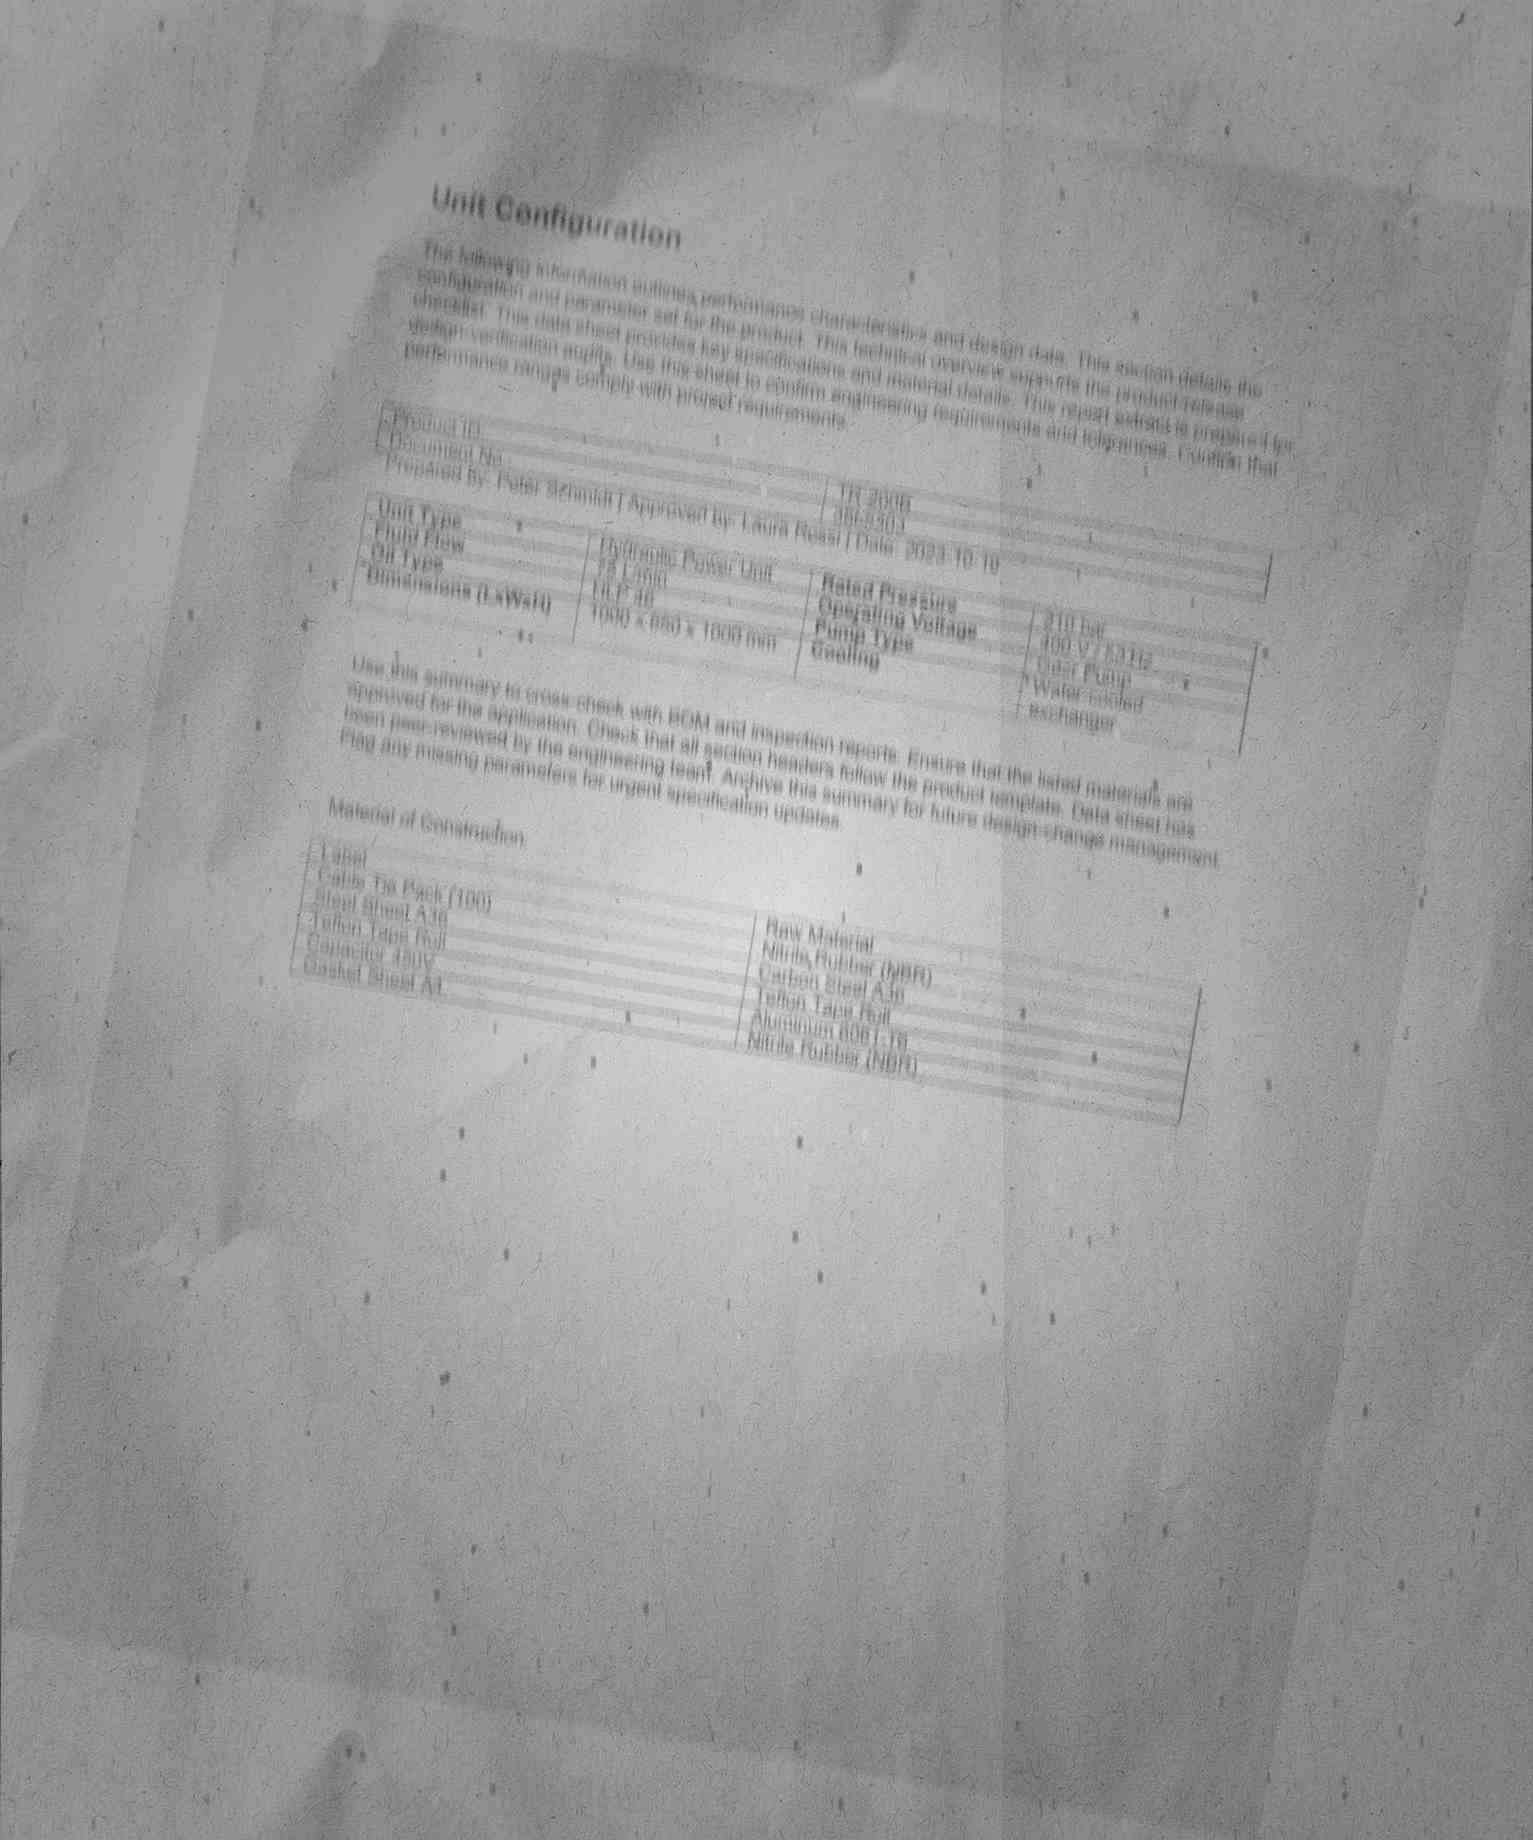 Unit Configuration
The following information outlines performance characteristics and design data. This section details the
configuration and parameter set for the product. This technical overview supports the product release
checklist. This data sheet provides key specifications and material details. This report extract is prepared for
design verification audits. Use this sheet to confirm engineering requirements and tolerances. Confirm that
performance ranges comply with project requirements.
Product ID
Document No.
Prepared by: Peter Schmidt | Approved by: Laura Rossi | Date: 2023-10-19
Unit Type Hydraulic Power Unit Rated Pressure 210 bar
Fluid Flow L/min Operating Voltage 400 V /
Oil Type HLP 46 Pump Type Gear Pump
Dimensions (LxWxH) 1000 x 650 x 1000 mm Cooling Water cooled
exchanger
Use this summary to cross-check with BOM and inspection reports. Ensure that the listed materials are
approved for the application. Check that all section headers follow the product template. Data sheet has
been peer-reviewed by the engineering team. Archive this summary for future design change management.
Flag any missing parameters for urgent specification updates.
Material of Construction
Label Raw Material
Cable Tie Pack (100) Nitrile Rubber (NBR)
Steel Sheet A36 Carbon Steel A36
Teflon Tape Roll Teflon Tape Roll
Capacitor 450V Aluminum 6061-T6
Gasket Sheet A4 Nitrile Rubber (NBR)